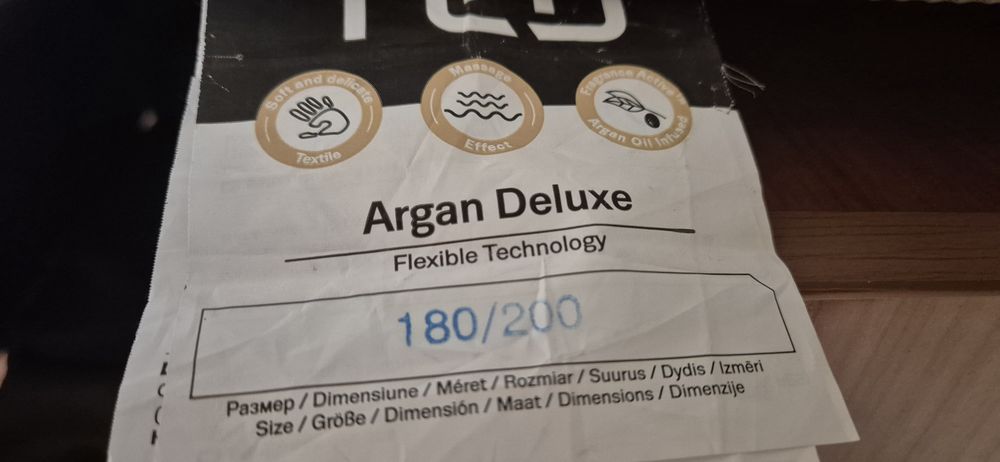 Soft and delicate
Textile
Massage
Effect
Fragrance Active
Argan Oil Infused
Argan Deluxe
Flexible Technology
180/200
Размер / Dimensiune / Méret / Rozmiar / Suurus / Dydis / Izmēri
Size / Größe / Dimensión / Maat / Dimensions / Dimenzije